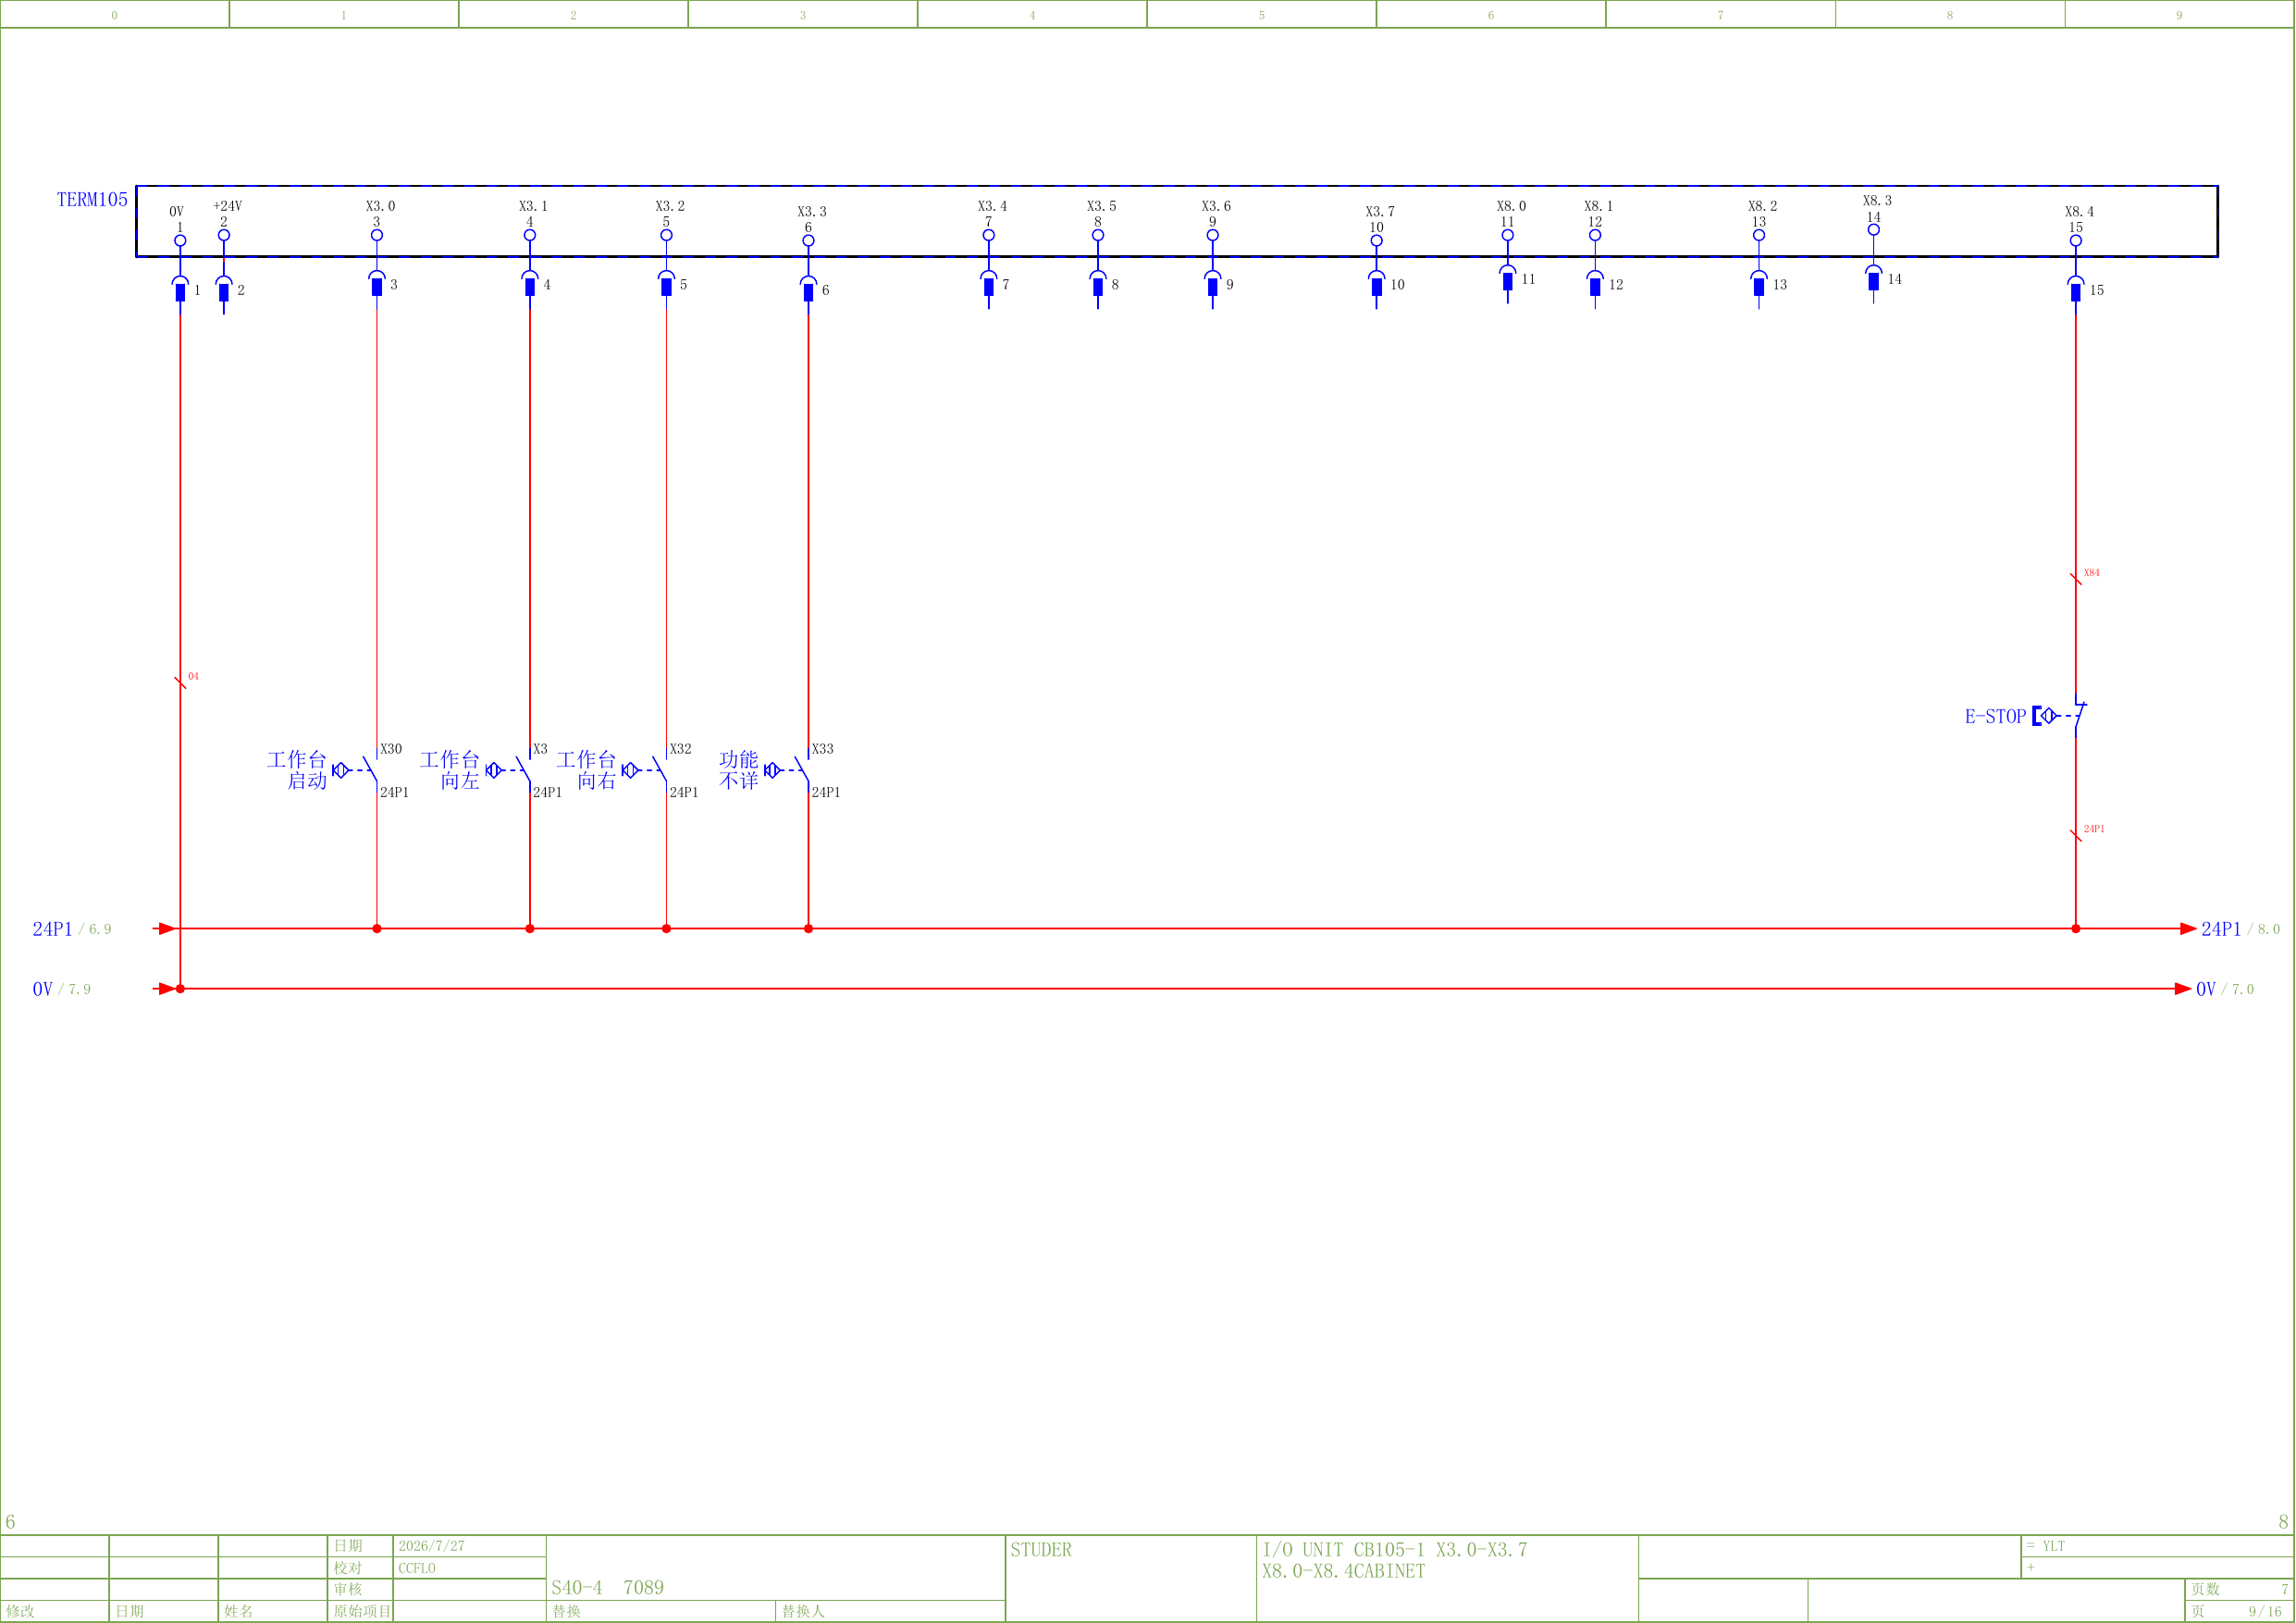 0 1 2 3 4 5 6 7 8 9
TERM105
0V +24V X3.0 X3.1 X3.2 X3.3 X3.4 X3.5 X3.6 X3.7 X8.0 X8.1 X8.2 X8.3 X8.4
1 2 3 4 5 6 7 8 9 10 11 12 13 14 15
1 2 3 4 5 6 7 8 9 10 11 12 13 14 15
X84
04
E-STOP
X30 X3 X32 X33
工作台 工作台 工作台 功能
启动 向左 向右 不详
24P1 24P1 24P1 24P1
24P1
24P1 / 6.9 24P1 / 8.0
0V / 7.9 0V / 7.0
6 8
日期 2026/7/27
校对 CCFLO
审核
修改 日期 姓名 原始项目
S40-4 7089
替换 替换人
STUDER
I/O UNIT CB105-1 X3.0-X3.7
X8.0-X8.4CABINET
= YLT
+
页数 7
页 9/16